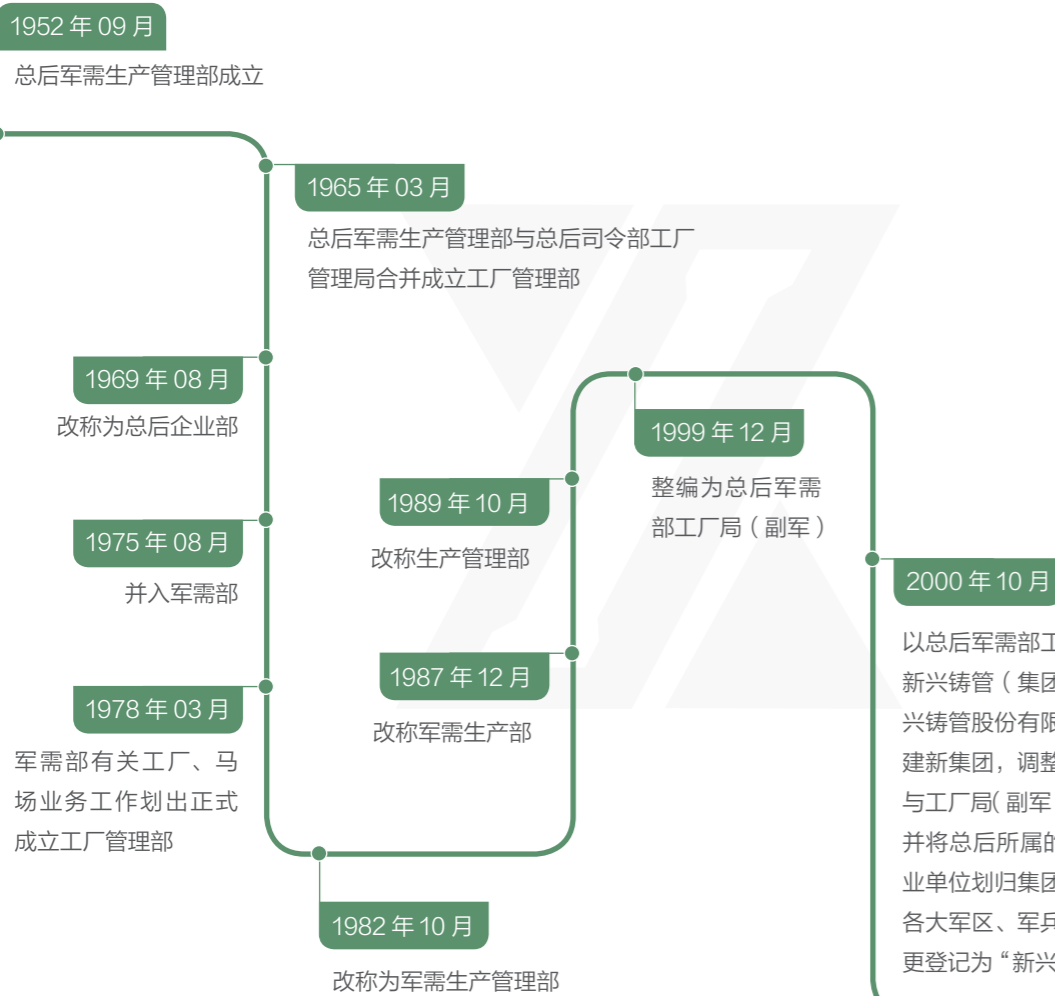 1952 年 09 月
总后军需生产管理部成立
1965 年 03 月
总后军需生产管理部与总后司令部工厂
管理局合并成立工厂管理部
1969 年 08 月
改称为总后企业部
1975 年 08 月
并入军需部
1978 年 03 月
军需部有关工厂、马
场业务工作划出正式
成立工厂管理部
1982 年 10 月
改称为军需生产管理部
1987 年 12 月
改称军需生产部
1989 年 10 月
改称生产管理部
1999 年 12 月
整编为总后军需
部工厂局（副军）
2000 年 10 月
以总后军需部
新兴铸管（集团
兴铸管股份有限
建新集团，调整
与工厂局( 副军
并将总后所属的
业单位划归集团
各大军区、军兵
更登记为“新兴